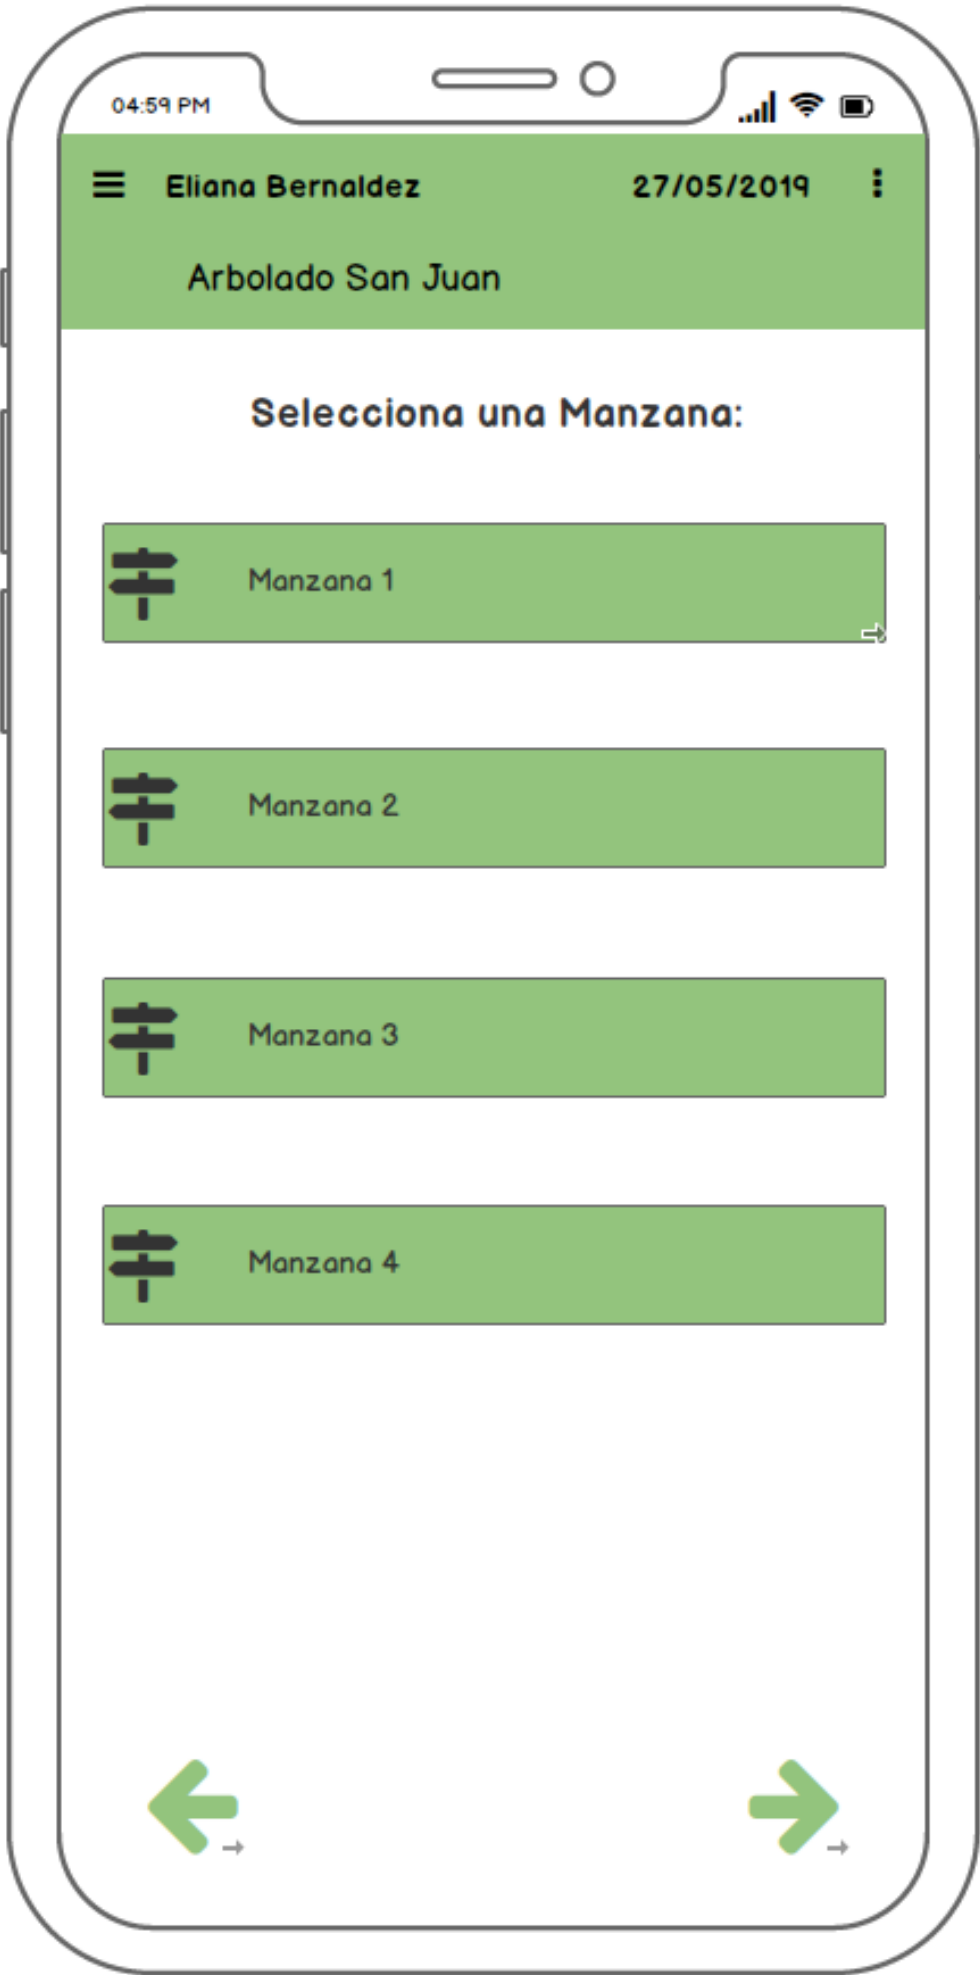 04:59 PM
Eliana Bernaldez 27/05/2019
Arbolado San Juan
Selecciona una Manzana:
Manzana 1
Manzana 2
Manzana 3
Manzana 4